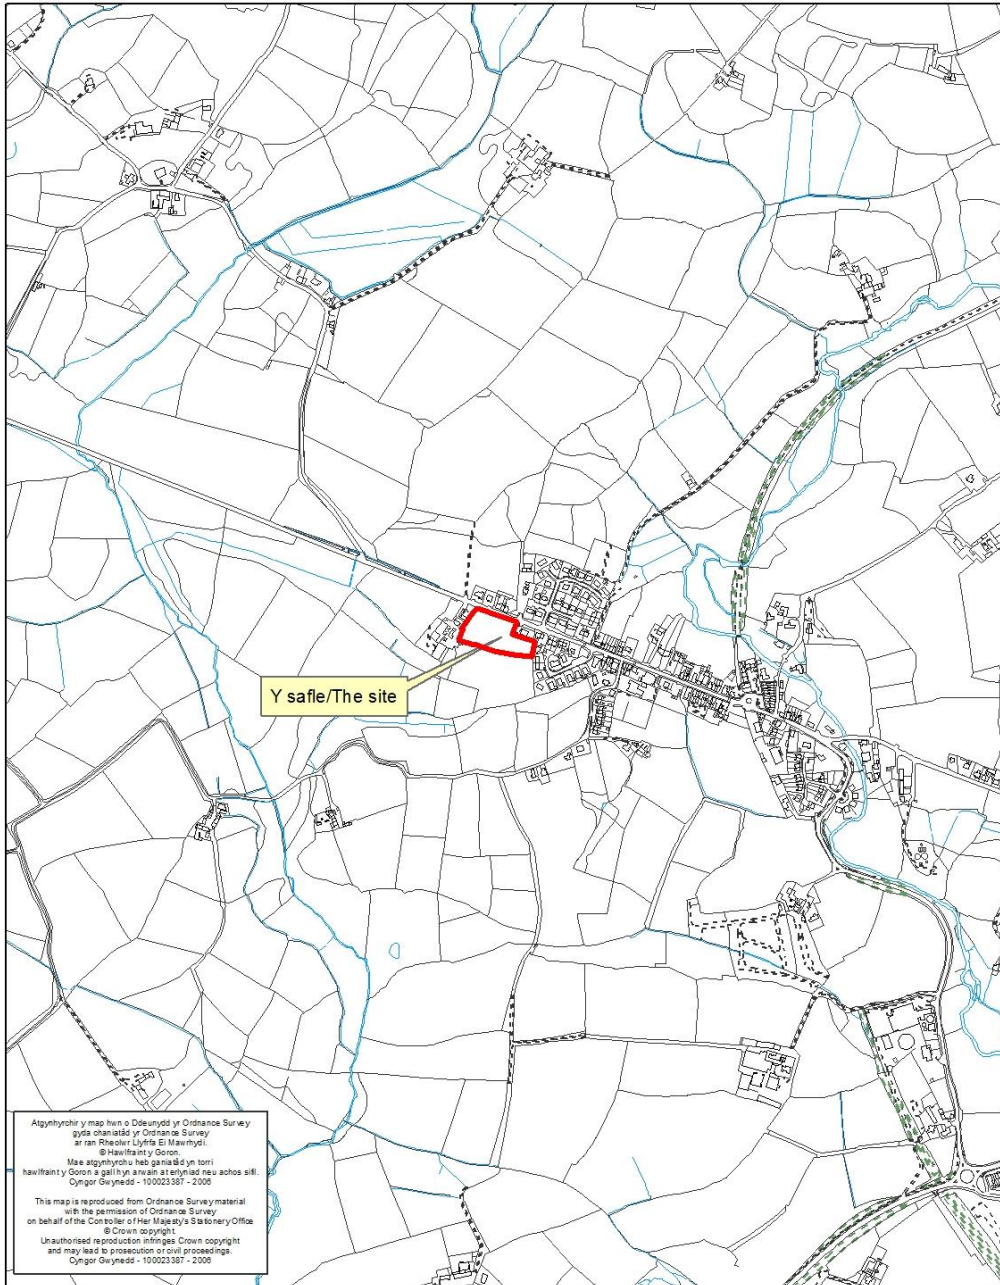 Y safle/The site
Atgynhyrchir y map hwn o Ddeunydd yr Ordnance Survey
gyda chaniatâd yr Ordnance Survey
ar ran Rheolwr Llyfrfa Ei Mawrhydi.
© Hawlfraint y Goron.
Mae atgynhyrchu heb ganiatâd yn torri
hawlfraint y Goron a gall hyn arwain at erlyniad neu achos sifil.
Cyngor Gwynedd - 100023387 - 2006
This map is reproduced from Ordnance Survey material
with the permission of Ordnance Survey
on behalf of the Controller of Her Majesty's Stationery Office
© Crown copyright.
Unauthorised reproduction infringes Crown copyright
and may lead to prosecution or civil proceedings.
Cyngor Gwynedd - 100023387 - 2006